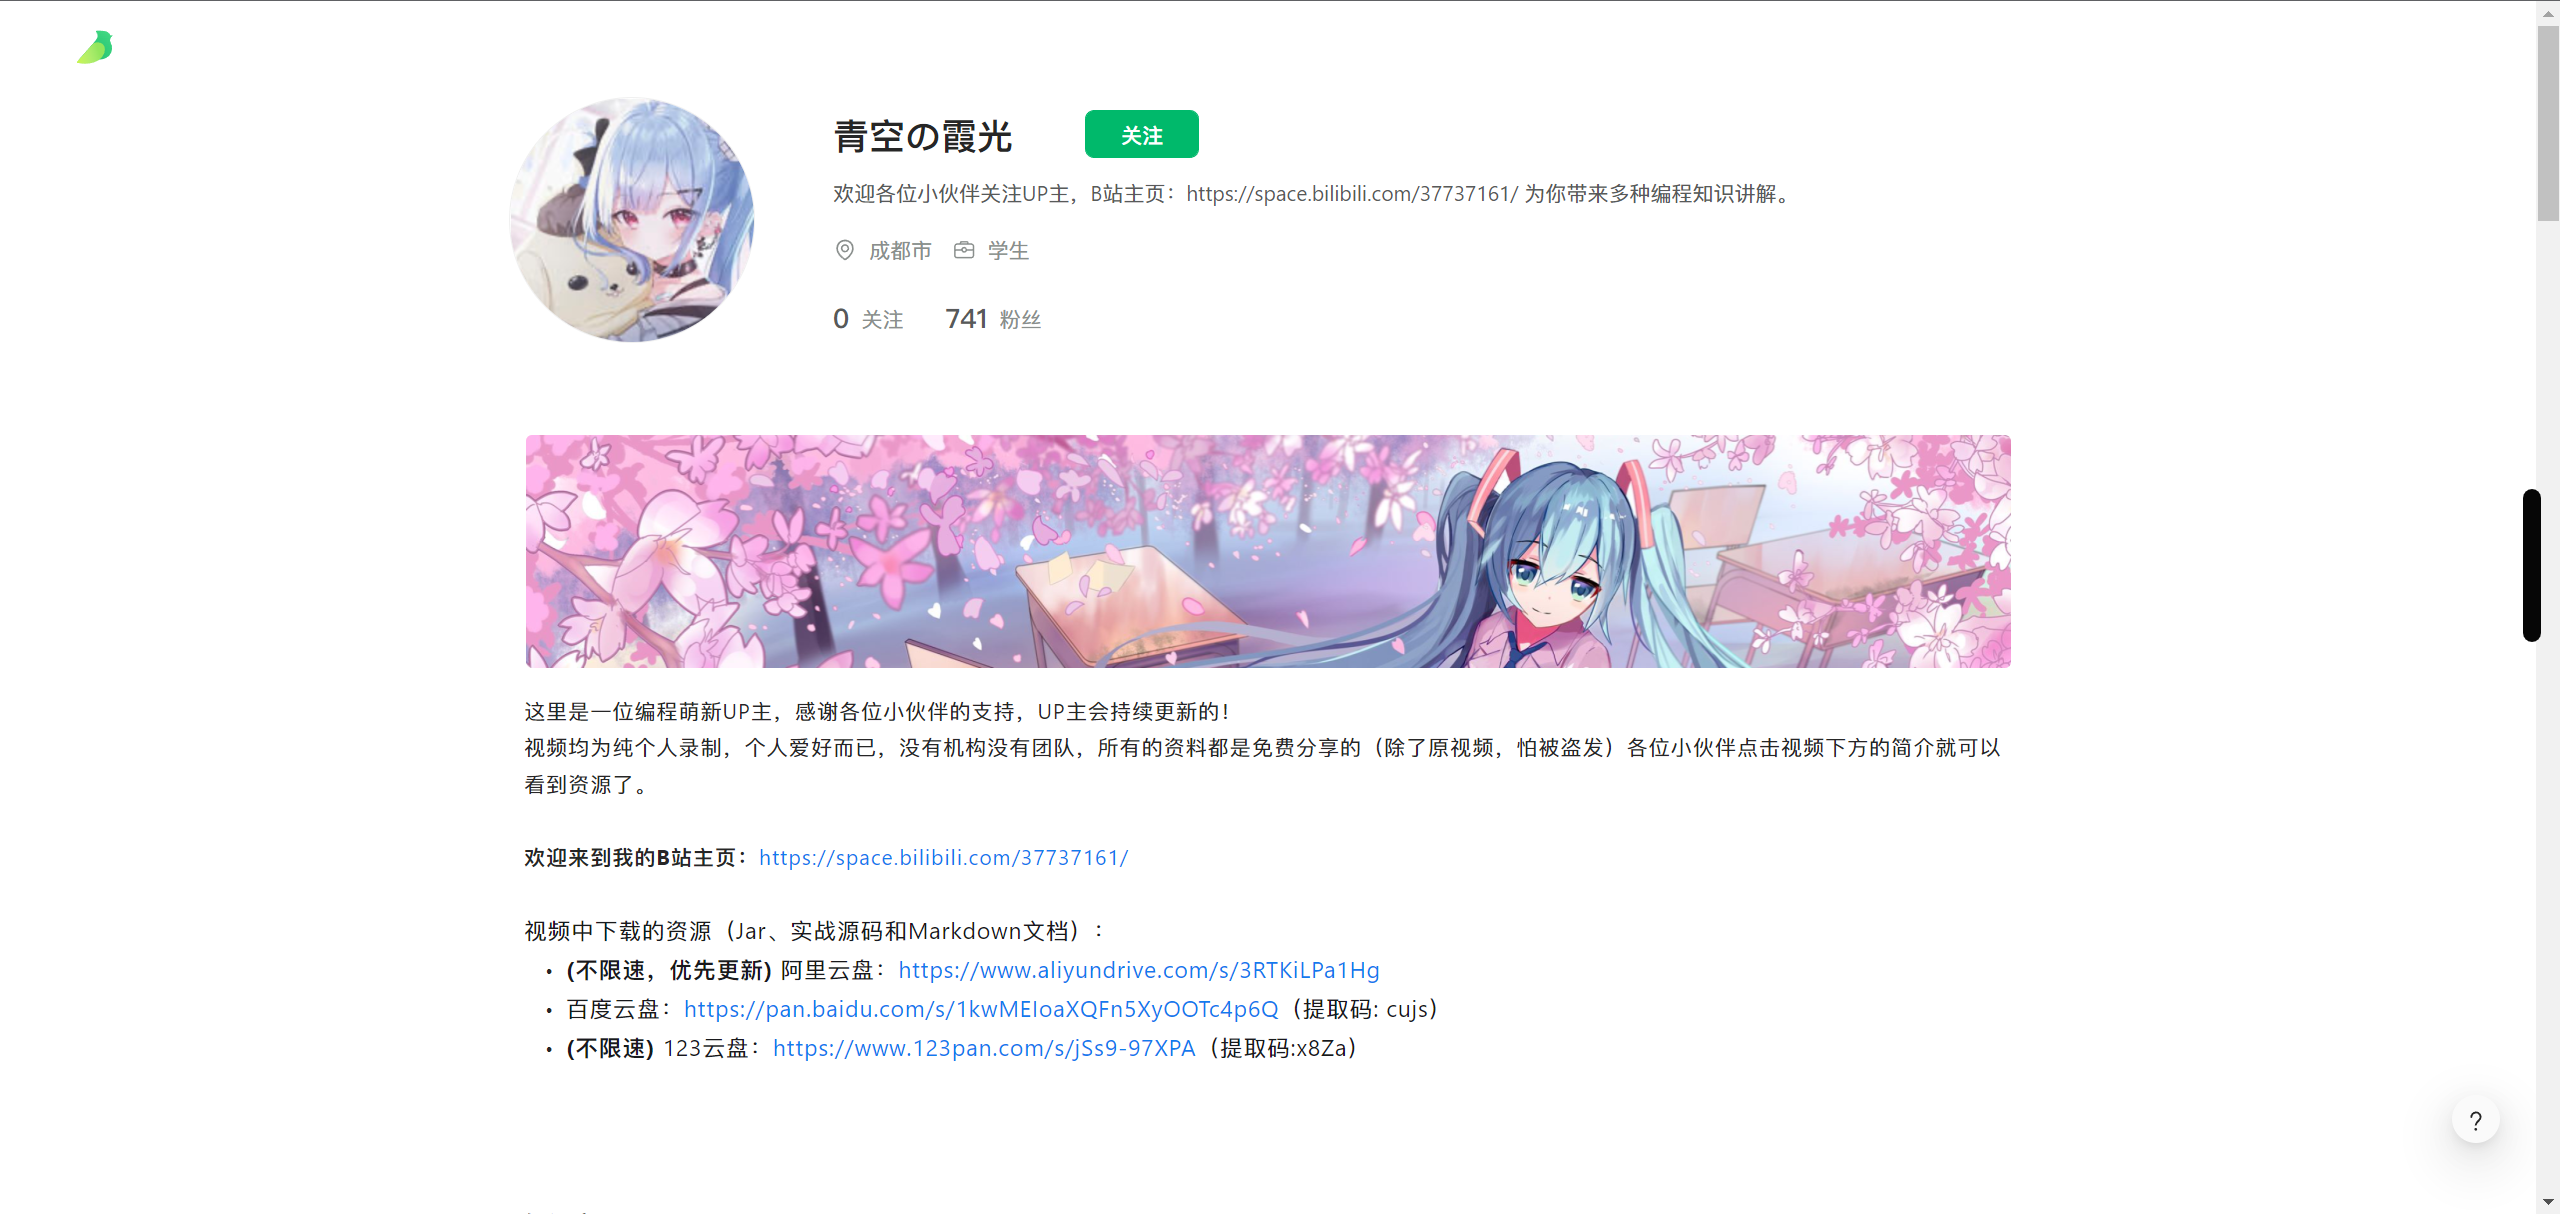 青空の霞光
关注
欢迎各位小伙伴关注UP主，B站主页：https://space.bilibili.com/37737161/ 为你带来多种编程知识讲解。
成都市 学生
0 关注 741 粉丝
这里是一位编程萌新UP主，感谢各位小伙伴的支持，UP主会持续更新的！
视频均为纯个人录制，个人爱好而已，没有机构没有团队，所有的资料都是免费分享的（除了原视频，怕被盗发）各位小伙伴点击视频下方的简介就可以
看到资源了。
欢迎来到我的B站主页：https://space.bilibili.com/37737161/
视频中下载的资源（Jar、实战源码和Markdown文档）：
• (不限速，优先更新) 阿里云盘：https://www.aliyundrive.com/s/3RTKiLPa1Hg
• 百度云盘：https://pan.baidu.com/s/1kwMEIoaXQFn5XyOOTc4p6Q（提取码: cujs）
• (不限速) 123云盘：https://www.123pan.com/s/jSs9-97XPA（提取码:x8Za）
?